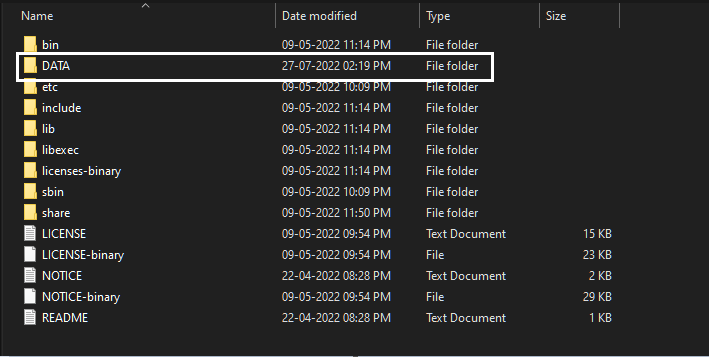 Name Date modified Type Size
bin 09-05-2022 11:14 PM File folder
DATA 27-07-2022 02:19 PM File folder
etc 09-05-2022 10:09 PM File folder
include 09-05-2022 11:14 PM File folder
lib 09-05-2022 11:14 PM File folder
libexec 09-05-2022 11:14 PM File folder
licenses-binary 09-05-2022 11:14 PM File folder
sbin 09-05-2022 10:09 PM File folder
share 09-05-2022 11:50 PM File folder
LICENSE 09-05-2022 09:54 PM Text Document 15 KB
LICENSE-binary 09-05-2022 09:54 PM File 23 KB
NOTICE 22-04-2022 08:28 PM Text Document 2 KB
NOTICE-binary 09-05-2022 09:54 PM File 29 KB
README 22-04-2022 08:28 PM Text Document 1 KB